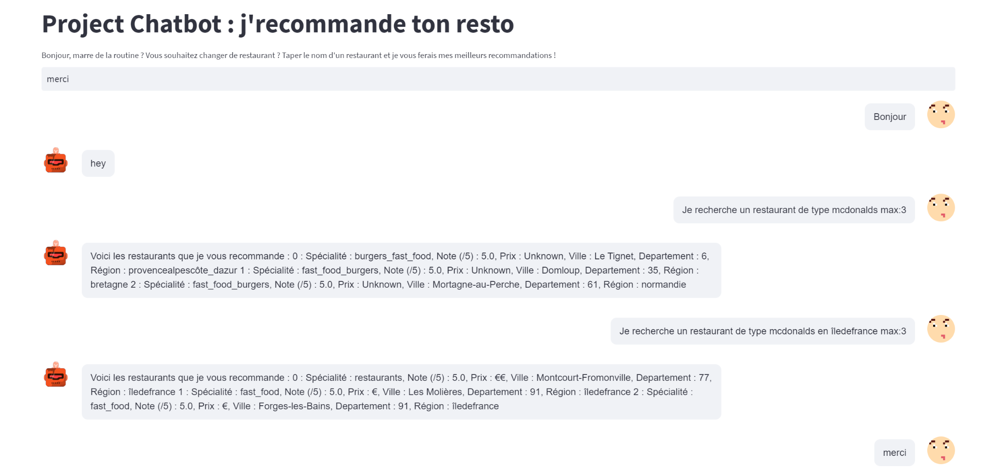 Project Chatbot : j'recommande ton resto
Bonjour, marre de la routine ? Vous souhaitez changer de restaurant ? Taper le nom d'un restaurant et je vous ferais mes meilleurs recommandations !
merci
Bonjour
hey
Je recherche un restaurant de type mcdonalds max:3
Voici les restaurants que je vous recommande : 0 : Spécialité : burgers_fast_food, Note (/5) : 5.0, Prix : Unknown, Ville : Le Tignet, Departement : 6,
Région : provencealpescôte_dazur 1 : Spécialité : fast_food_burgers, Note (/5) : 5.0, Prix : Unknown, Ville : Domloup, Departement : 35, Région :
bretagne 2 : Spécialité : fast_food_burgers, Note (/5) : 5.0, Prix : Unknown, Ville : Mortagne-au-Perche, Departement : 61, Région : normandie
Je recherche un restaurant de type mcdonalds en îledefrance max:3
Voici les restaurants que je vous recommande : 0 : Spécialité : restaurants, Note (/5) : 5.0, Prix : €€, Ville : Montcourt-Fromonville, Departement : 77,
Région : îledefrance 1 : Spécialité : fast_food, Note (/5) : 5.0, Prix : €, Ville : Les Molières, Departement : 91, Région : îledefrance 2 : Spécialité :
fast_food, Note (/5) : 5.0, Prix : €, Ville : Forges-les-Bains, Departement : 91, Région : îledefrance
merci